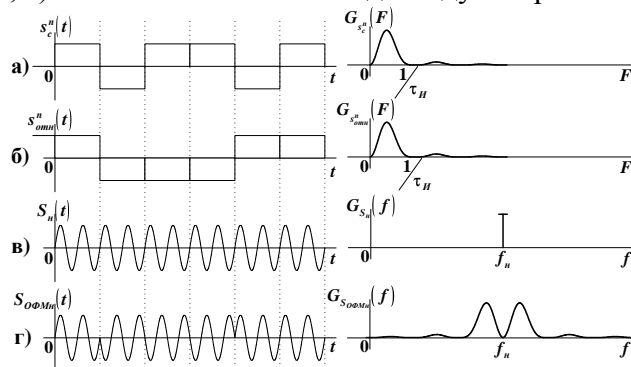 s_c^n(t) G_{s_c^n}(F)
а) 0 t 0 1/τ_И F
s_отн^n(t) G_{s_отн^n}(F)
б) 0 t 0 1/τ_И F
S_н(t) G_{S_н}(f)
в) 0 t 0 f_н f
S_ОФМн(t) G_{S_ОФМн}(f)
г) 0 t 0 f_н f